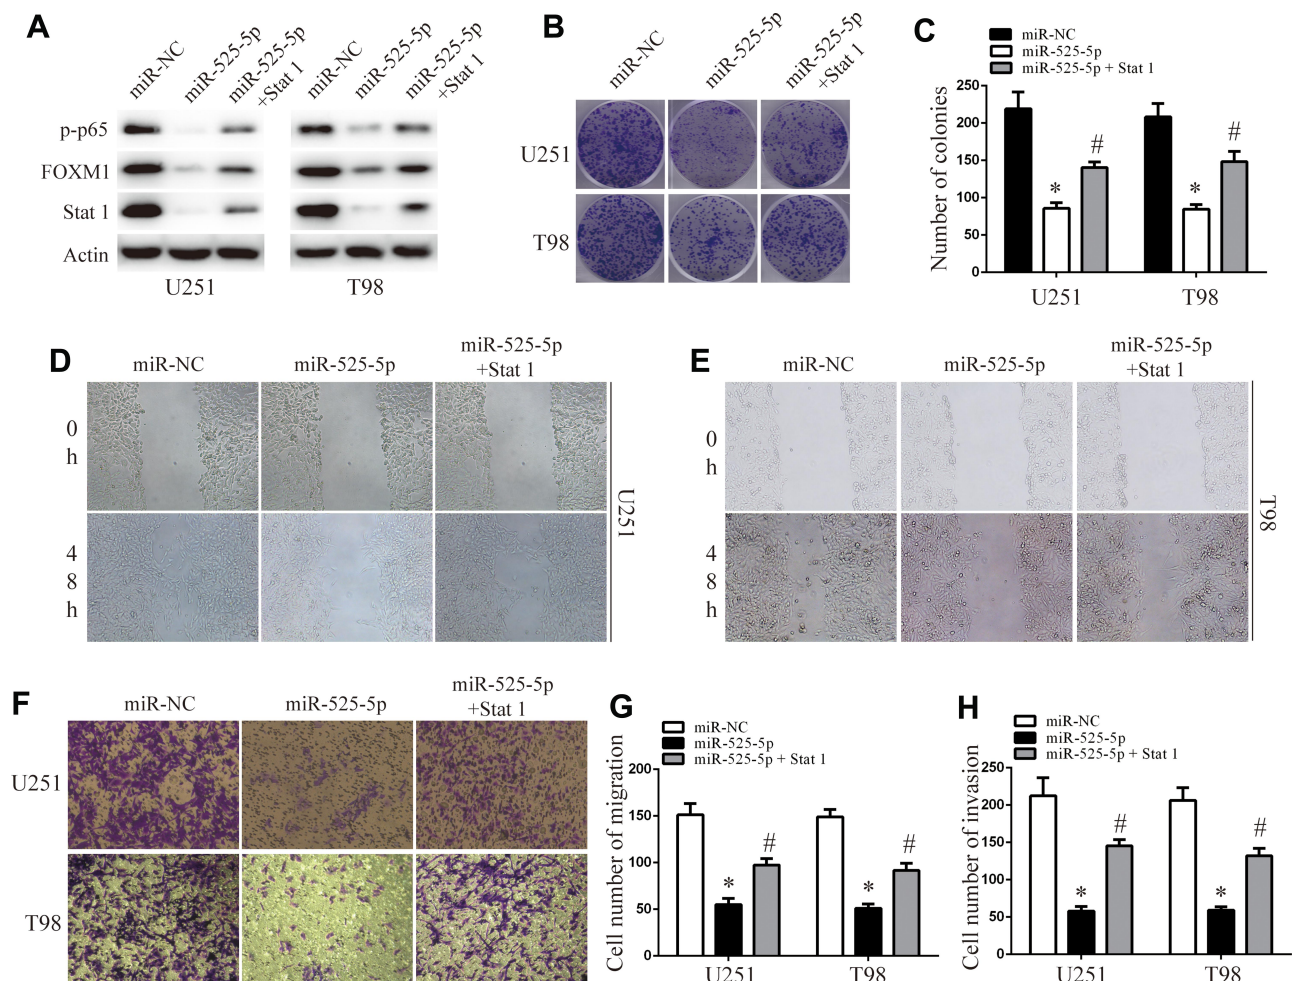 A
miR-NC
miR-525-5p
miR-525-5p
+Stat 1
miR-NC
miR-525-5p
miR-525-5p
+Stat 1
p-p65
FOXM1
Stat 1
Actin
U251
T98
B
miR-NC
miR-525-5p
miR-525-5p
+Stat 1
U251
T98
C
miR-NC
miR-525-5p
miR-525-5p + Stat 1
Number of colonies
250
200
150
100
50
0
*
#
*
#
U251
T98
D
miR-NC
miR-525-5p
miR-525-5p
+Stat 1
0
h
4
8
h
U251
E
miR-NC
miR-525-5p
miR-525-5p
+Stat 1
0
h
4
8
h
T98
F
miR-NC
miR-525-5p
miR-525-5p
+Stat 1
U251
T98
G
miR-NC
miR-525-5p
miR-525-5p + Stat 1
Cell number of migration
200
150
100
50
0
*
#
*
#
U251
T98
H
miR-NC
miR-525-5p
miR-525-5p + Stat 1
Cell number of invasion
250
200
150
100
50
0
*
#
*
#
U251
T98